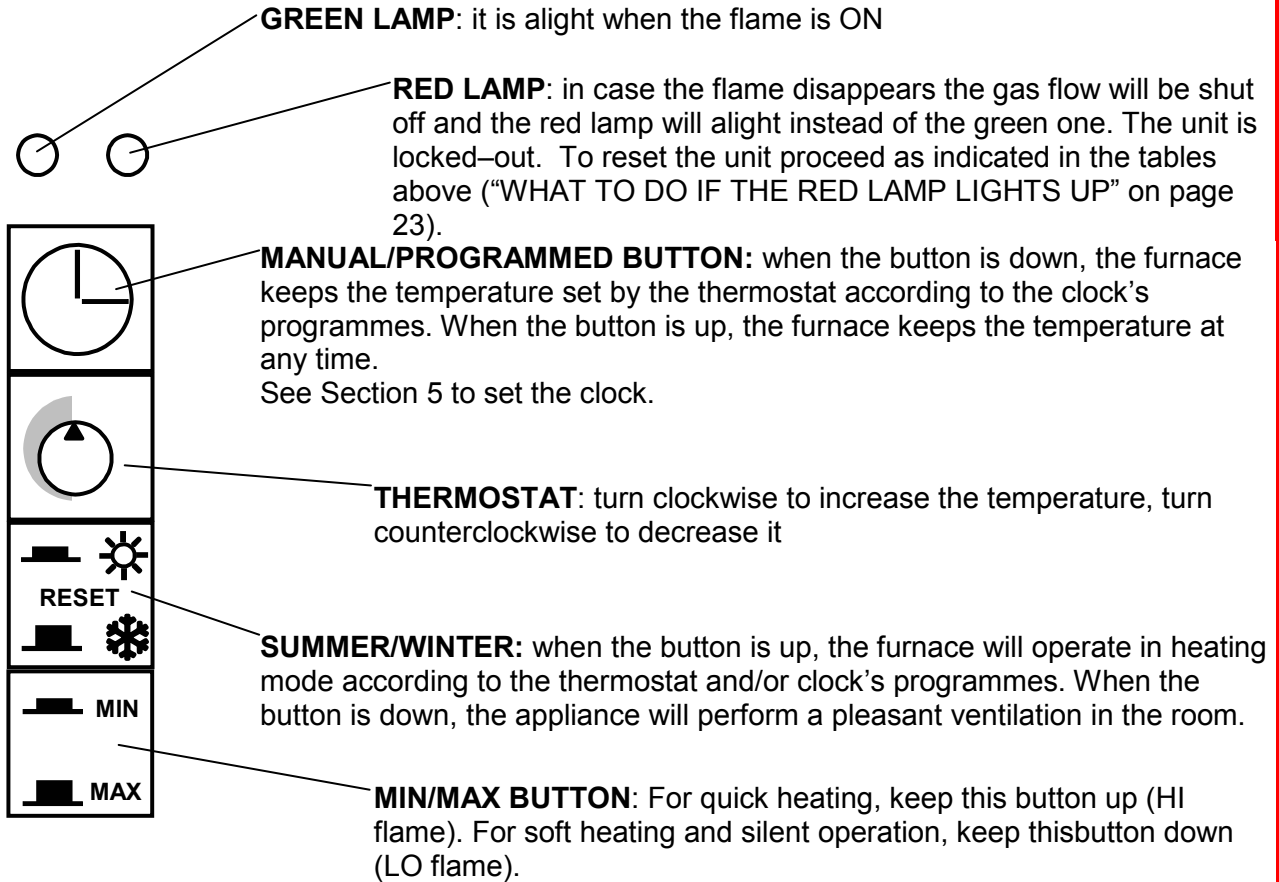 GREEN LAMP: it is alight when the flame is ON
RED LAMP: in case the flame disappears the gas flow will be shut
off and the red lamp will alight instead of the green one. The unit is
locked–out.  To reset the unit proceed as indicated in the tables
above (“WHAT TO DO IF THE RED LAMP LIGHTS UP” on page
23).
MANUAL/PROGRAMMED BUTTON: when the button is down, the furnace
keeps the temperature set by the thermostat according to the clock’s
programmes. When the button is up, the furnace keeps the temperature at
any time.
See Section 5 to set the clock.
THERMOSTAT: turn clockwise to increase the temperature, turn
counterclockwise to decrease it
RESET
SUMMER/WINTER: when the button is up, the furnace will operate in heating
mode according to the thermostat and/or clock’s programmes. When the
button is down, the appliance will perform a pleasant ventilation in the room.
MIN
MAX
MIN/MAX BUTTON: For quick heating, keep this button up (HI
flame). For soft heating and silent operation, keep thisbutton down
(LO flame).